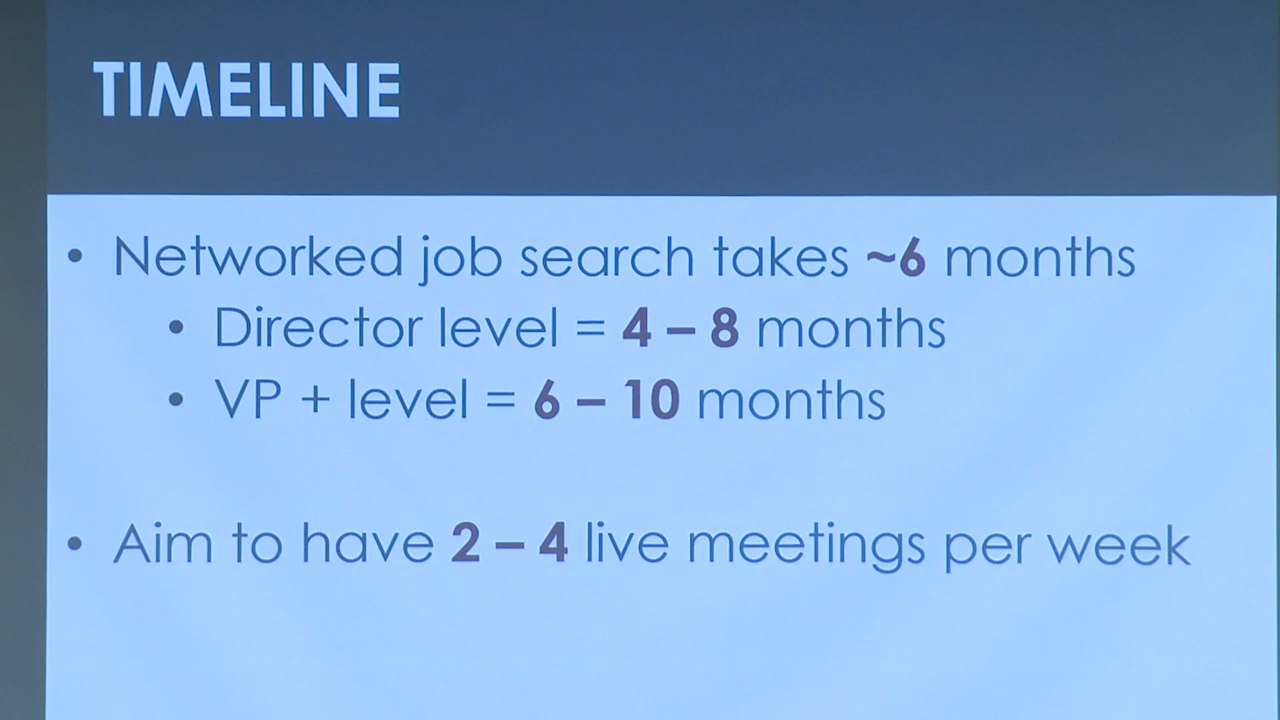 TIMELINE
• Networked job search takes ~6 months
• Director level = 4 – 8 months
• VP + level = 6 – 10 months
• Aim to have 2 – 4 live meetings per week